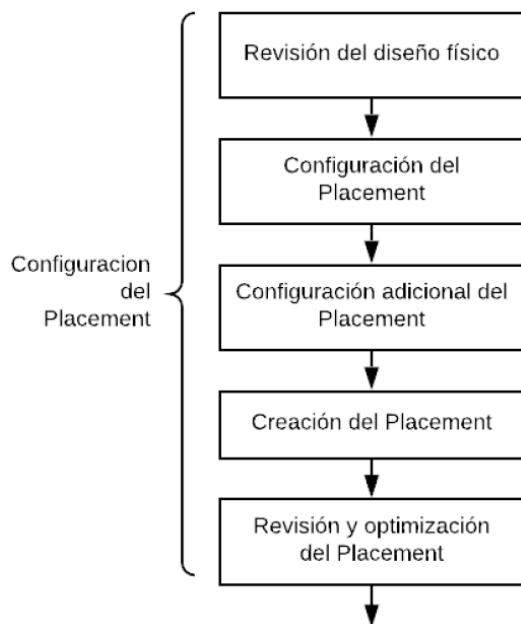 Revisión del diseño físico
Configuración del
Placement
Configuracion
del
Placement
Configuración adicional del
Placement
Creación del Placement
Revisión y optimización
del Placement